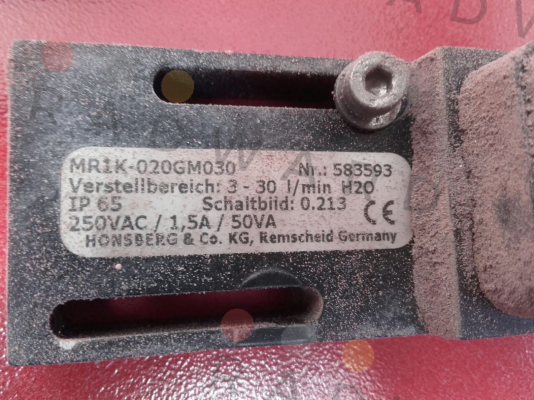 MR1K-020GM030 Nr.: 583593
Verstellbereich: 3 - 30 l/min H2O
IP 65 Schaltbild: 0.213
250VAC / 1,5A / 50VA CE
HONSBERG & Co. KG, Remscheid Germany